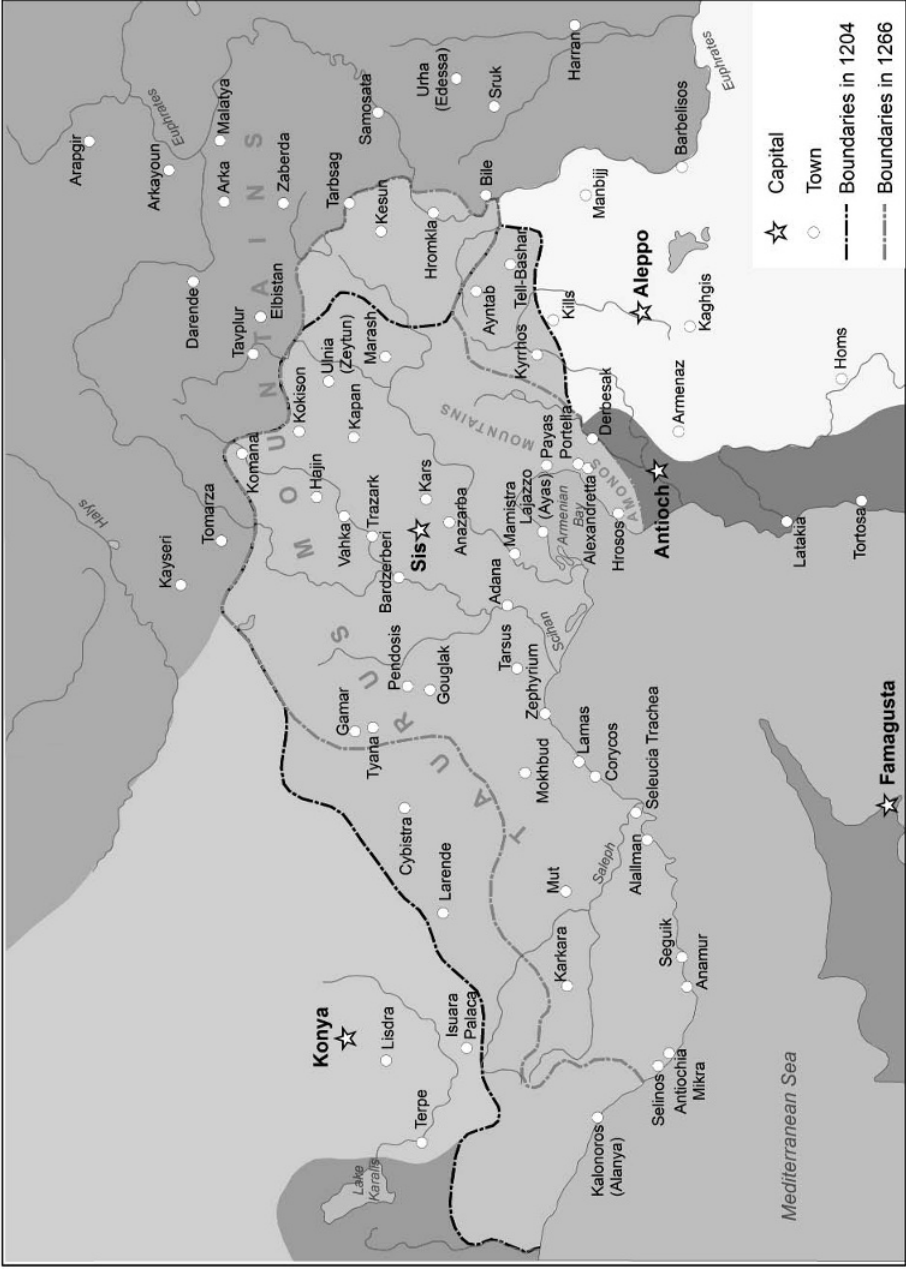 Arapgir
Euphrates
Arkayoun
Malatya
Arka
Zaberda
Darende
Tavplur
Elbistan
Halys
Kayseri
Tomarza
Komana
Kokison
Ulnia
(Zeytun)
Marash
Kapan
Hajin
Vahka
Trazark
Bardzerberi
Kars
Sis
Anazarba
TAURUS
MOUNTAINS
Tarbsag
Samosata
Kesun
Hromkla
Urha
(Edessa)
Sruk
Harran
Bile
Euphrates
Barbelisos
Manbijj
Tell-Bashar
Ayntab
Kills
Kyrrhos
Aleppo
Kaghgis
Armenaz
Homs
AMONOS
MOUNTAINS
Derbesak
Portella
Payas
Lajazzo
(Ayas)
Armenian
Bay
Alexandretta
Hrosos
Antioch
Latakia
Tortosa
Mamistra
Adana
Scihan
Tarsus
Zephyrium
Pendosis
Gouglak
Gamar
Tyana
Cybistra
Larende
Mokhbud
Lamas
Corycos
Seleucia Trachea
Saleph
Alallman
Mut
Karkara
Seguik
Anamur
Selinos
Antiochia
Mikra
Kalonoros
(Alanya)
Isuara
Palaca
Konya
Lisdra
Terpe
Lake
Karalis
Mediterranean Sea
Famagusta
Capital
Town
Boundaries in 1204
Boundaries in 1266